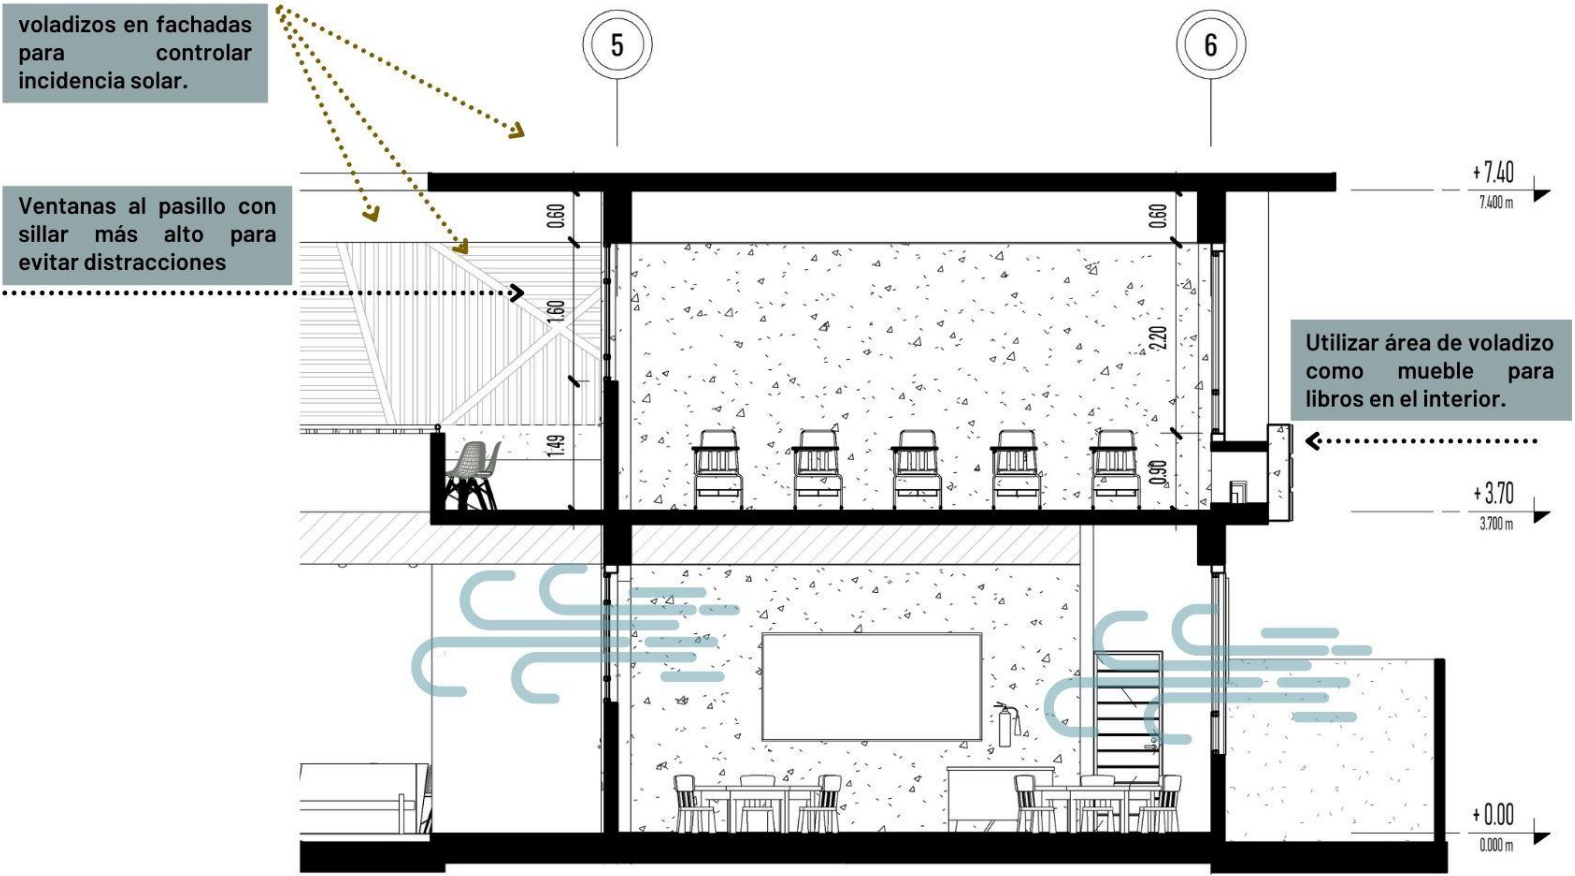 voladizos en fachadas
para controlar
incidencia solar.
5
6
Ventanas al pasillo con
sillar más alto para
evitar distracciones
+7.40
7.400 m
0.60
0.60
1.60
2.20
Utilizar área de voladizo
como mueble para
libros en el interior.
1.49
0.90
+3.70
3.700 m
+0.00
0.000 m